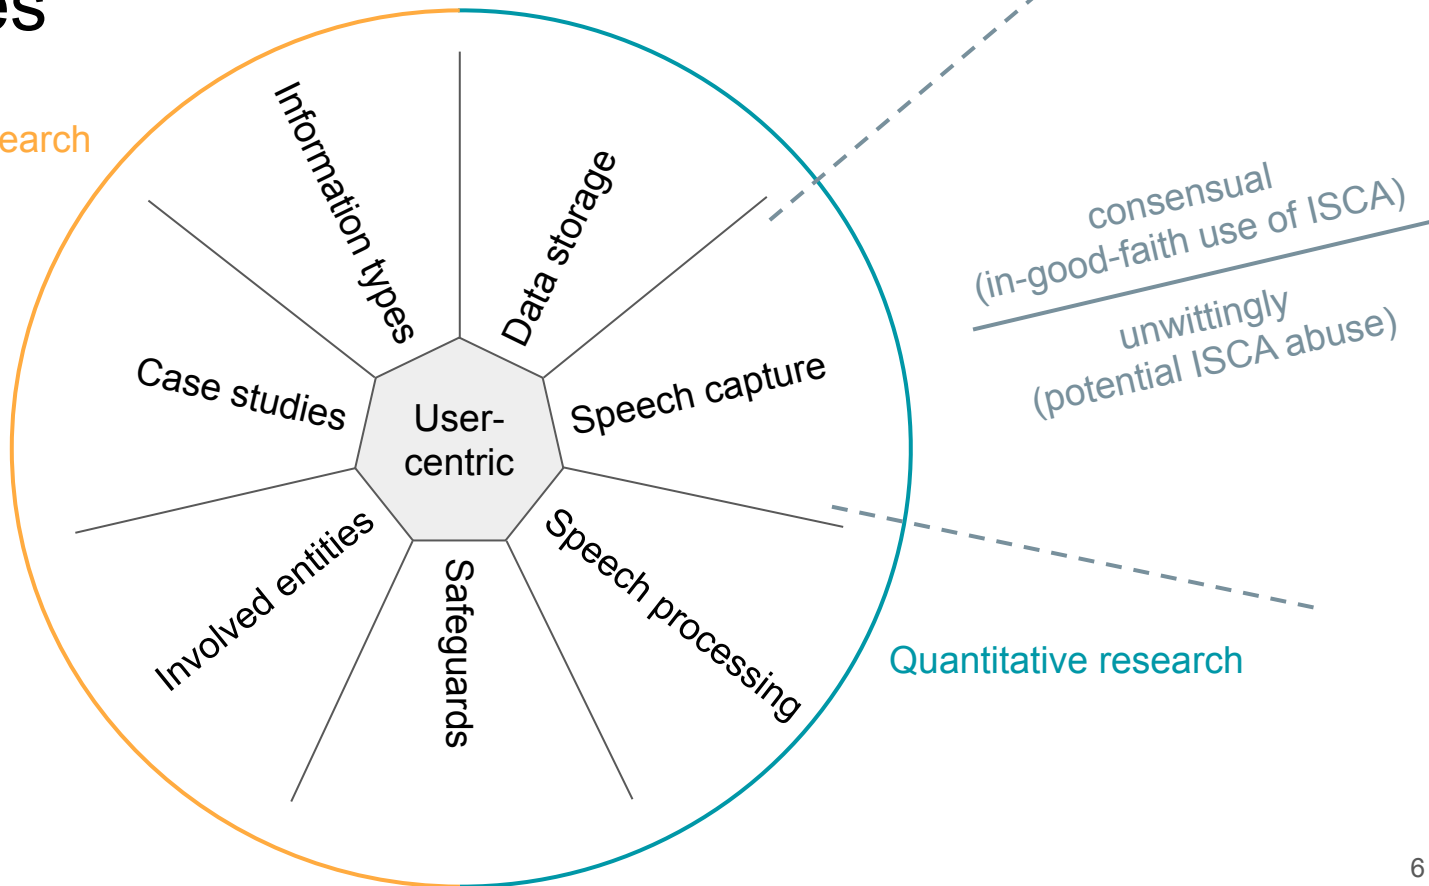 es
earch
Information types
Data storage
Case studies
User-
centric
Speech capture
Involved entities
Safeguards
Speech processing
consensual
(in-good-faith use of ISCA)
unwittingly
(potential ISCA abuse)
Quantitative research
6